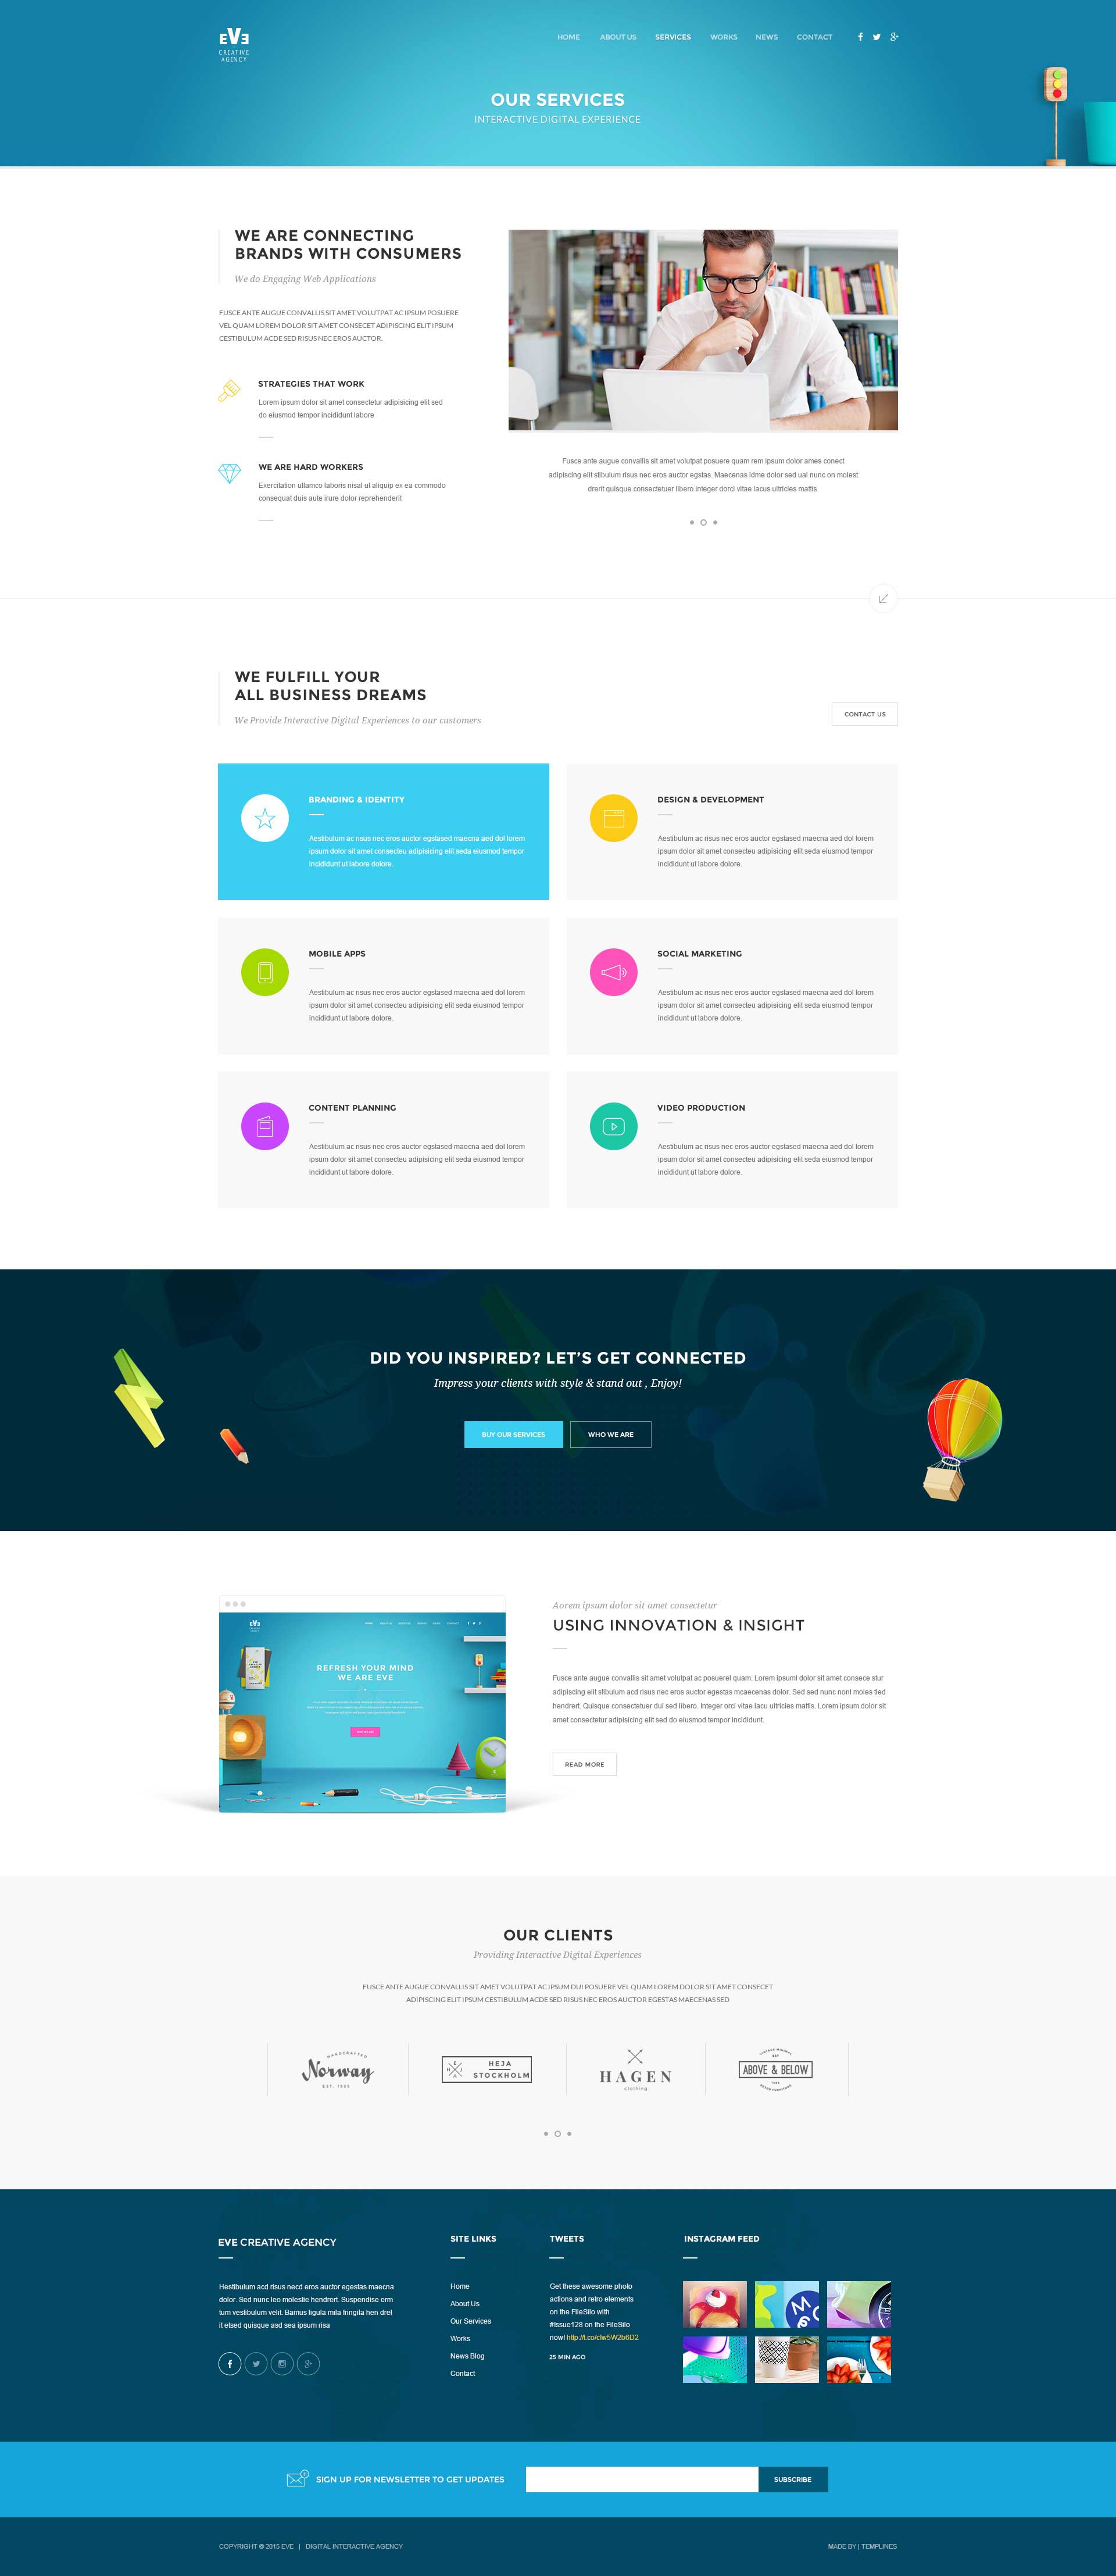 EVE
CREATIVE
AGENCY
HOME ABOUT US SERVICES WORKS NEWS CONTACT
OUR SERVICES
INTERACTIVE DIGITAL EXPERIENCE
WE ARE CONNECTING
BRANDS WITH CONSUMERS
We do Engaging Web Applications
FUSCE ANTE AUGUE CONVALLIS SIT AMET VOLUTPAT AC IPSUM POSUERE
VEL QUAM LOREM DOLOR SIT AMET CONSECET ADIPISCING ELIT IPSUM
CESTIBULUM ACDE SED RISUS NEC EROS AUCTOR.
STRATEGIES THAT WORK
Lorem ipsum dolor sit amet consectetur adipisicing elit sed
do eiusmod tempor incididunt labore
WE ARE HARD WORKERS
Exercitation ullamco laboris nisal ut aliquip ex ea commodo
consequat duis aute irure dolor reprehenderit
Fusce ante augue convallis sit amet volutpat posuere quam rem ipsum dolor ames conect
adipiscing elit stibulum risus nec eros auctor egstas. Maecenas idme dolor sed ual nunc on molest
drerit quisque consectetuer libero integer dorci vitae lacus ultricies mattis.
WE FULFILL YOUR
ALL BUSINESS DREAMS
We Provide Interactive Digital Experiences to our customers
CONTACT US
BRANDING & IDENTITY
Aestibulum ac risus nec eros auctor egstased maecna aed dol lorem
ipsum dolor sit amet consecteu adipisicing elit seda eiusmod tempor
incididunt ut labore dolore.
DESIGN & DEVELOPMENT
Aestibulum ac risus nec eros auctor egstased maecna aed dol lorem
ipsum dolor sit amet consecteu adipisicing elit seda eiusmod tempor
incididunt ut labore dolore.
MOBILE APPS
Aestibulum ac risus nec eros auctor egstased maecna aed dol lorem
ipsum dolor sit amet consecteu adipisicing elit seda eiusmod tempor
incididunt ut labore dolore.
SOCIAL MARKETING
Aestibulum ac risus nec eros auctor egstased maecna aed dol lorem
ipsum dolor sit amet consecteu adipisicing elit seda eiusmod tempor
incididunt ut labore dolore.
CONTENT PLANNING
Aestibulum ac risus nec eros auctor egstased maecna aed dol lorem
ipsum dolor sit amet consecteu adipisicing elit seda eiusmod tempor
incididunt ut labore dolore.
VIDEO PRODUCTION
Aestibulum ac risus nec eros auctor egstased maecna aed dol lorem
ipsum dolor sit amet consecteu adipisicing elit seda eiusmod tempor
incididunt ut labore dolore.
DID YOU INSPIRED? LET'S GET CONNECTED
Impress your clients with style & stand out , Enjoy!
BUY OUR SERVICES
WHO WE ARE
EVE
REFRESH YOUR MIND
WE ARE EVE
Aorem ipsum dolor sit amet consectetur
USING INNOVATION & INSIGHT
Fusce ante augue convallis sit amet volutpat ac posuerel quam. Lorem ipsuml dolor sit amet consece stur
adipiscing elit stibulum acd risus nec eros auctor egestas mcaecenas dolor. Sed sed nunc nonl moles tied
hendrert. Quisque consectetuer dui sed libero. Integer orci vitae lacu ultricies mattis. Lorem ipsum dolor sit
amet consectetur adipisicing elit sed do eiusmod tempor incididunt.
READ MORE
OUR CLIENTS
Providing Interactive Digital Experiences
FUSCE ANTE AUGUE CONVALLIS SIT AMET VOLUTPAT AC IPSUM DUI POSUERE VEL QUAM LOREM DOLOR SIT AMET CONSECET
ADIPISCING ELIT IPSUM CESTIBULUM ACDE SED RISUS NEC EROS AUCTOR EGESTAS MAECENAS SED
HANDCRAFTED
Norway
EST. 1965
HEJA
HEJA
STOCKHOLM
HAGEN
clothing
EST
ABOVE & BELOW
EVE CREATIVE AGENCY
Hestibulum acd risus necd eros auctor egestas maecna
dolor. Sed nunc leo molestie hendrert. Suspendise erm
tum vestibulum velit. Bamus ligula mila fringila hen drel
it etsed quisque asd sea ipsum risa
SITE LINKS
Home
About Us
Our Services
Works
News Blog
Contact
TWEETS
Get these awesome photo
actions and retro elements
on the FileSilo with
#Issue128 on the FileSilo
now! http://t.co/clw5W2b6D2
25 MIN AGO
INSTAGRAM FEED
SIGN UP FOR NEWSLETTER TO GET UPDATES
SUBSCRIBE
COPYRIGHT © 2015 EVE | DIGITAL INTERACTIVE AGENCY
MADE BY | TEMPLINES